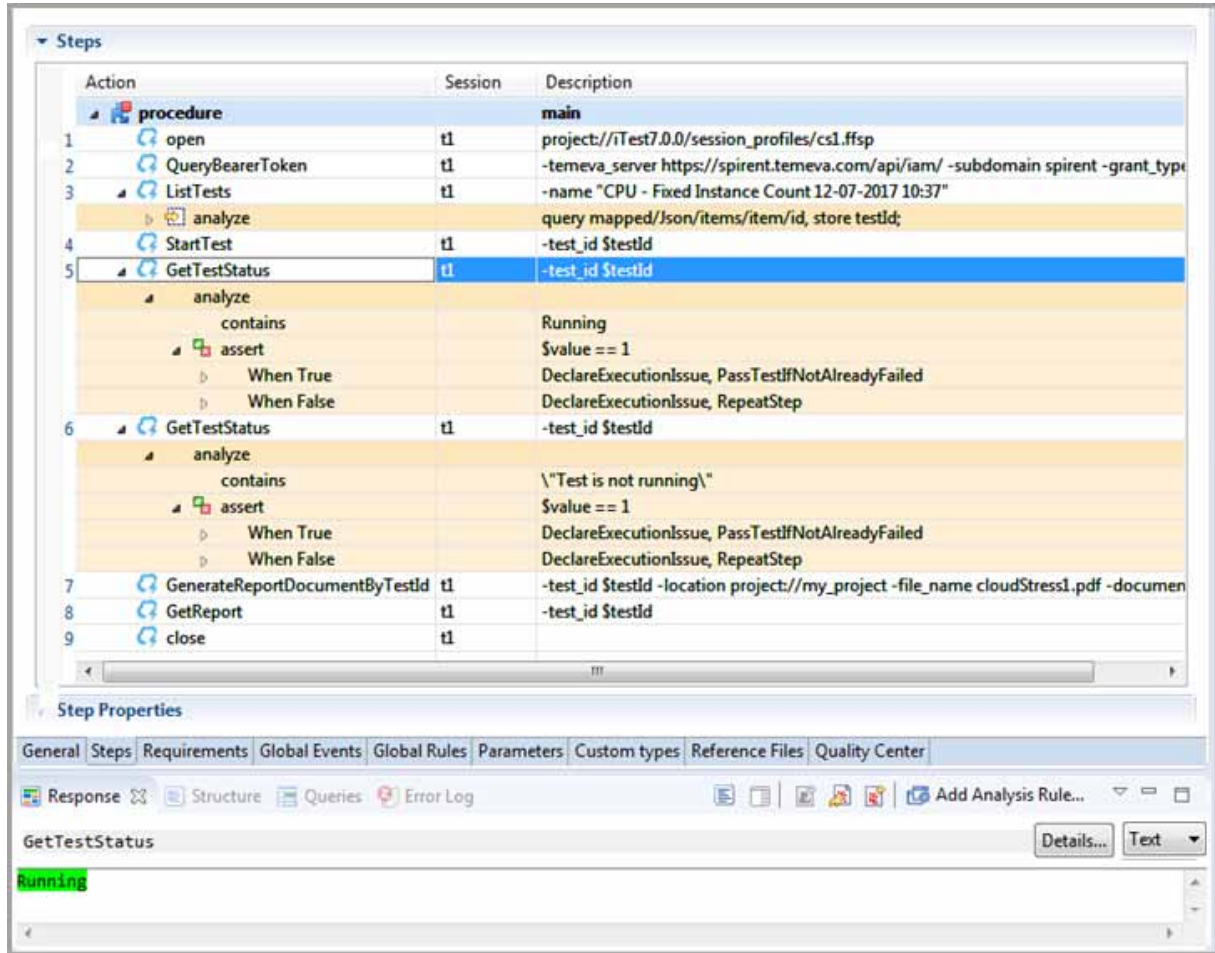 Steps
Action Session Description
procedure main
1 open t1 project://iTest7.0.0/session_profiles/cs1.ffsp
2 QueryBearerToken t1 -temeva_server https://spirent.temeva.com/api/iam/ -subdomain spirent -grant_type
3 ListTests t1 -name "CPU - Fixed Instance Count 12-07-2017 10:37"
analyze query mapped/Json/items/item/id, store testId;
4 StartTest t1 -test_id $testId
5 GetTestStatus t1 -test_id $testId
analyze
contains Running
assert $value == 1
When True DeclareExecutionIssue, PassTestIfNotAlreadyFailed
When False DeclareExecutionIssue, RepeatStep
6 GetTestStatus t1 -test_id $testId
analyze
contains \"Test is not running\"
assert $value == 1
When True DeclareExecutionIssue, PassTestIfNotAlreadyFailed
When False DeclareExecutionIssue, RepeatStep
7 GenerateReportDocumentByTestId t1 -test_id $testId -location project://my_project -file_name cloudStress1.pdf -documen
8 GetReport t1 -test_id $testId
9 close t1
Step Properties
General Steps Requirements Global Events Global Rules Parameters Custom types Reference Files Quality Center
Response Structure Queries Error Log Add Analysis Rule...
GetTestStatus Details... Text
Running